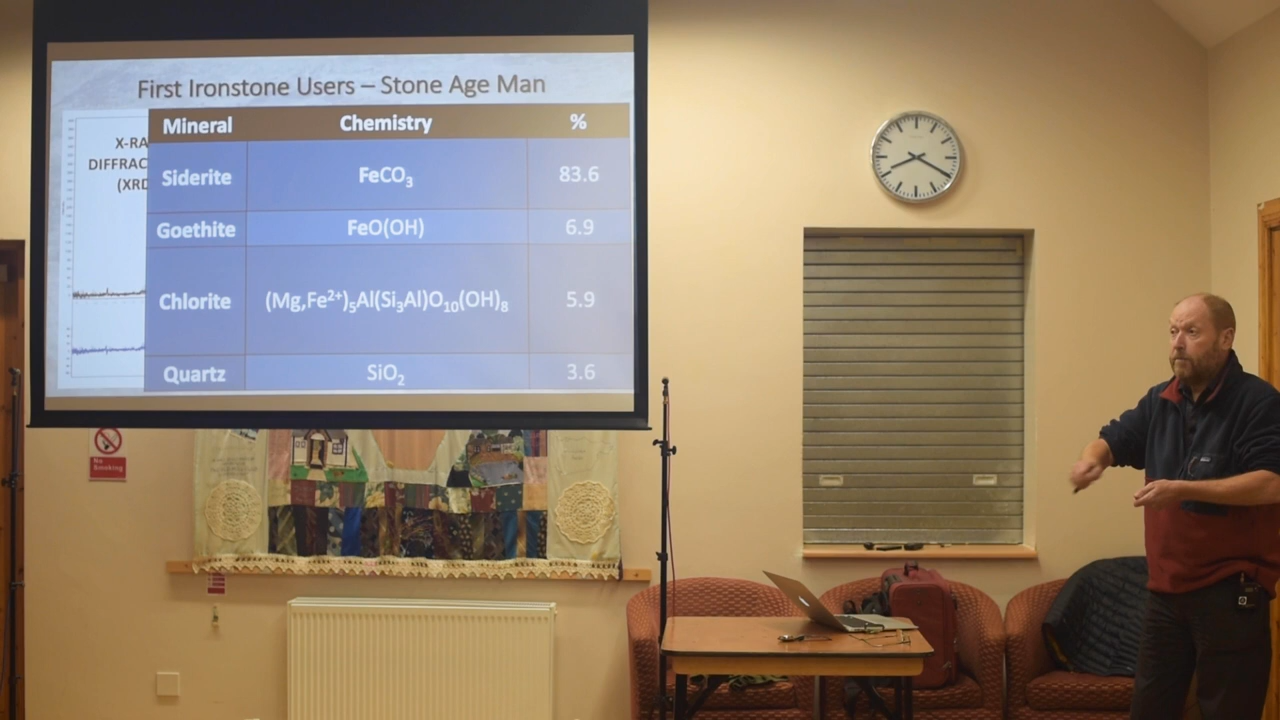 First Ironstone Users – Stone Age Man
X-RA
DIFFRAC
(XRD
Mineral Chemistry %
Siderite FeCO₃ 83.6
Goethite FeO(OH) 6.9
Chlorite (Mg,Fe²⁺)₅Al(Si₃Al)O₁₀(OH)₈ 5.9
Quartz SiO₂ 3.6
No
Smoking